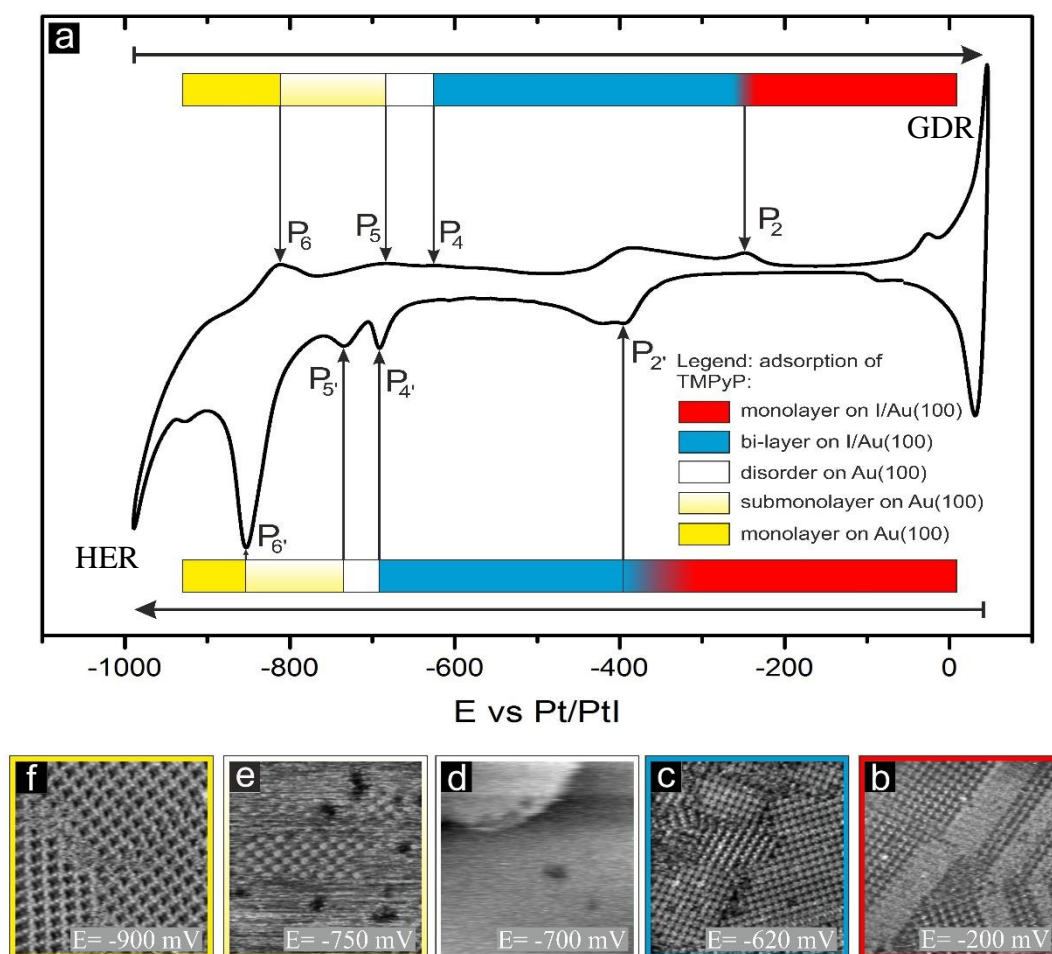 a
GDR
P6
P5
P4
P2
P5'
P4'
P2'
Legend: adsorption of
TMPyP:
monolayer on I/Au(100)
bi-layer on I/Au(100)
disorder on Au(100)
submonolayer on Au(100)
monolayer on Au(100)
HER
P6'
-1000
-800
-600
-400
-200
0
E vs Pt/PtI
f
e
d
c
b
E= -900 mV
E= -750 mV
E= -700 mV
E= -620 mV
E= -200 mV